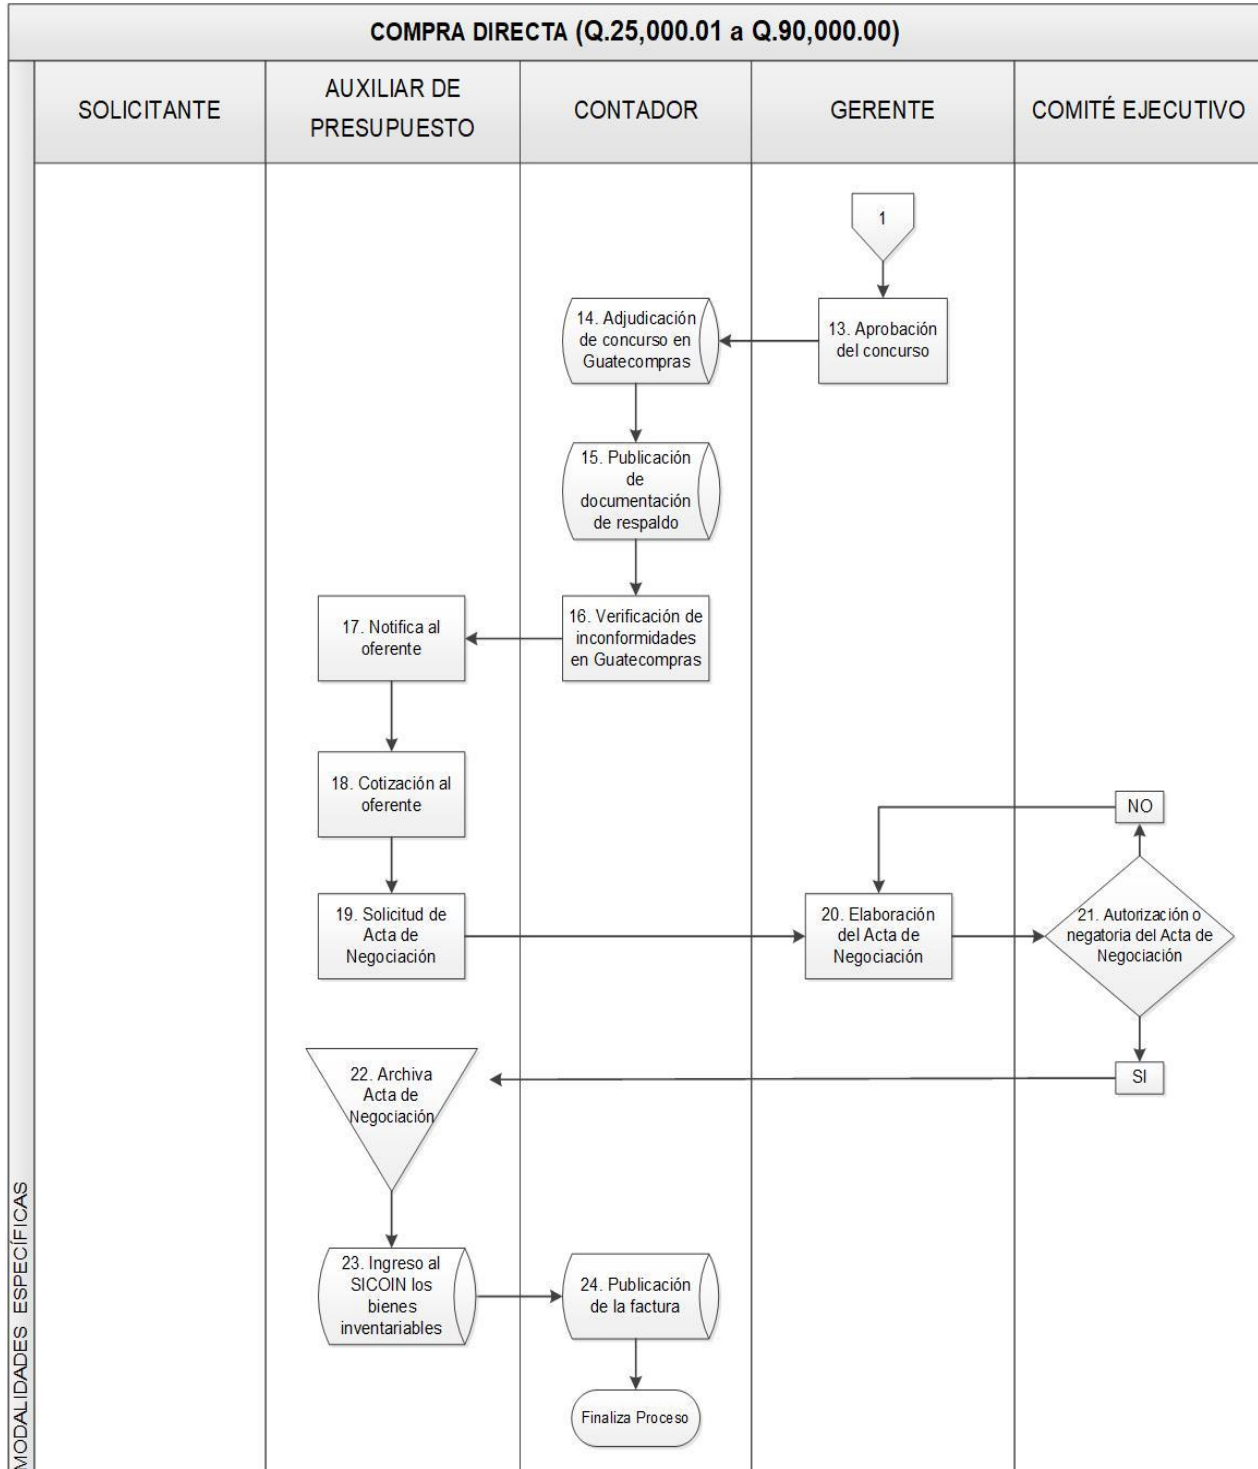 COMPRA DIRECTA (Q.25,000.01 a Q.90,000.00)
SOLICITANTE
AUXILIAR DE
PRESUPUESTO
CONTADOR
GERENTE
COMITÉ EJECUTIVO
1
13. Aprobación
del concurso
14. Adjudicación
de concurso en
Guatecompras
15. Publicación
de
documentación
de respaldo
16. Verificación de
inconformidades
en Guatecompras
17. Notifica al
oferente
18. Cotización al
oferente
19. Solicitud de
Acta de
Negociación
20. Elaboración
del Acta de
Negociación
21. Autorización o
negatoria del Acta de
Negociación
NO
SI
22. Archiva
Acta de
Negociación
23. Ingreso al
SICOIN los
bienes
inventariables
24. Publicación
de la factura
Finaliza Proceso
MODALIDADES ESPECÍFICAS